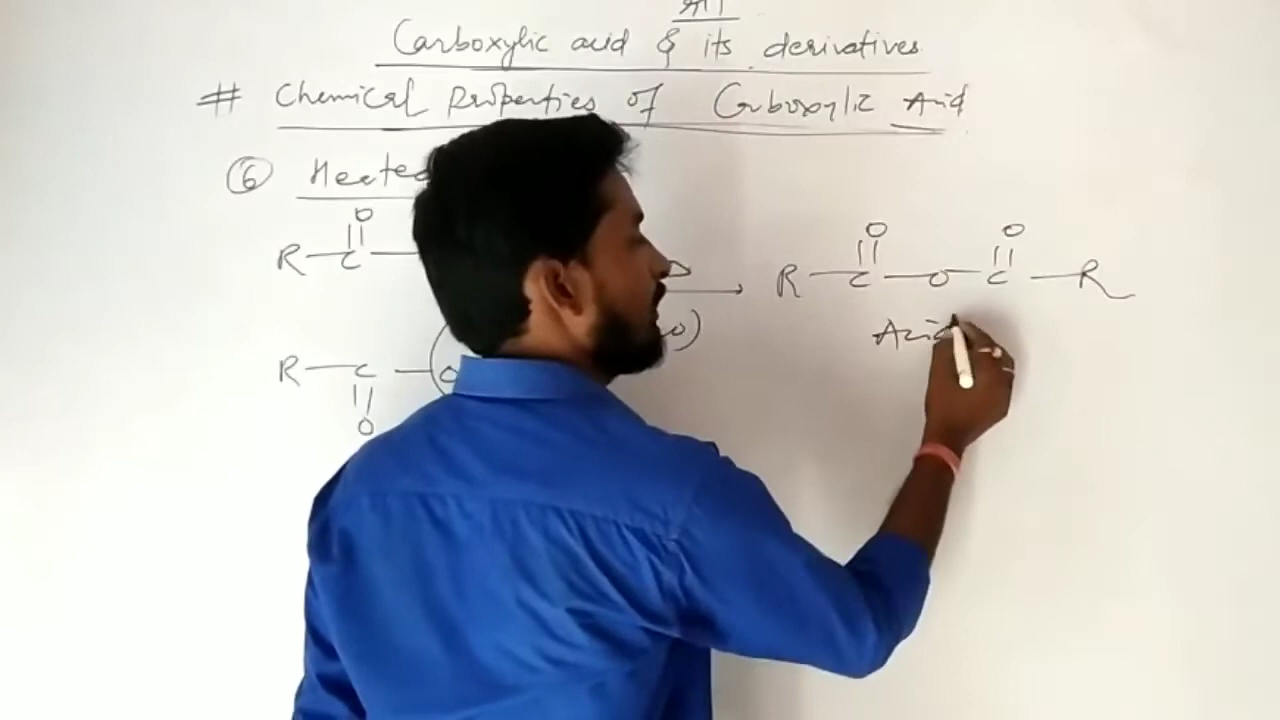 Carboxylic acid & its derivatives
# Chemical Properties of Carboxylic Acid
⑥ Heated
O O O
R—C— Δ R—C—O—C—R
Acid
R—C—O
O